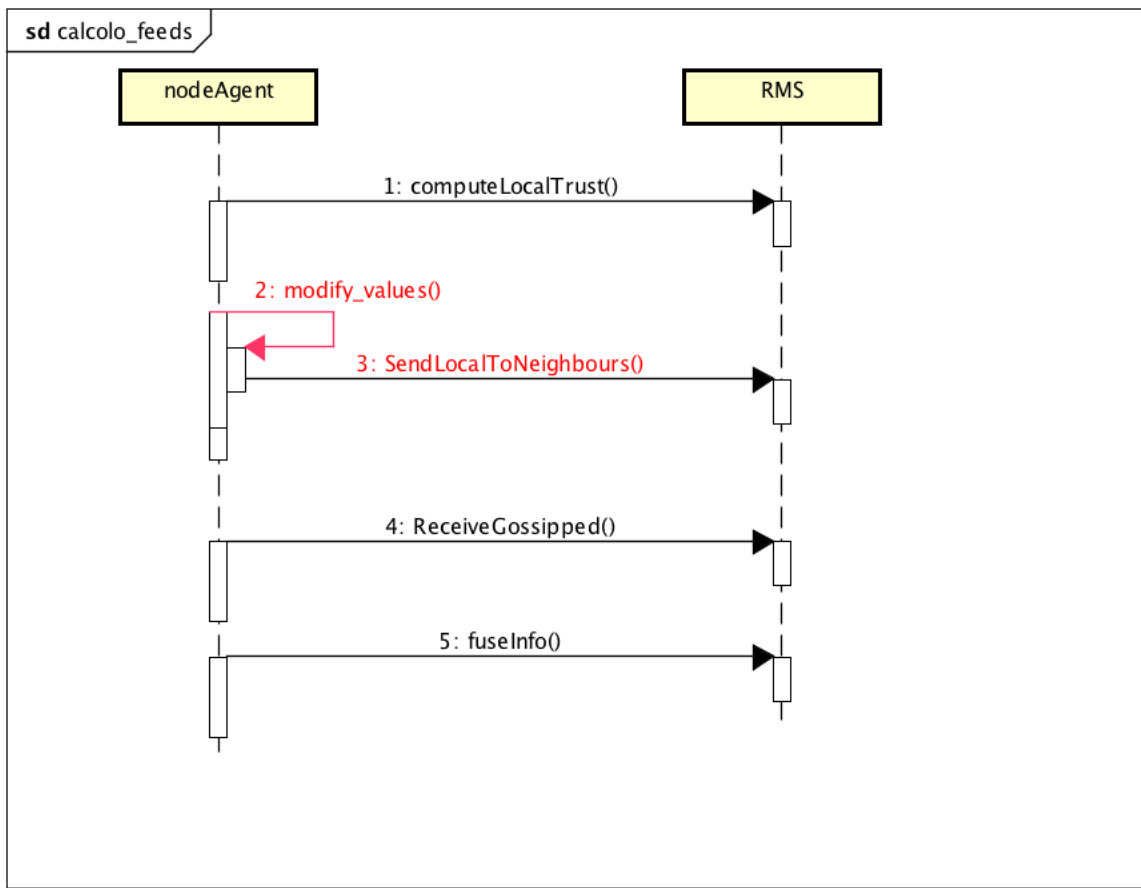 sd calcolo_feeds
nodeAgent
RMS
1: computeLocalTrust()
2: modify_values()
3: SendLocalToNeighbours()
4: ReceiveGossipped()
5: fuseInfo()